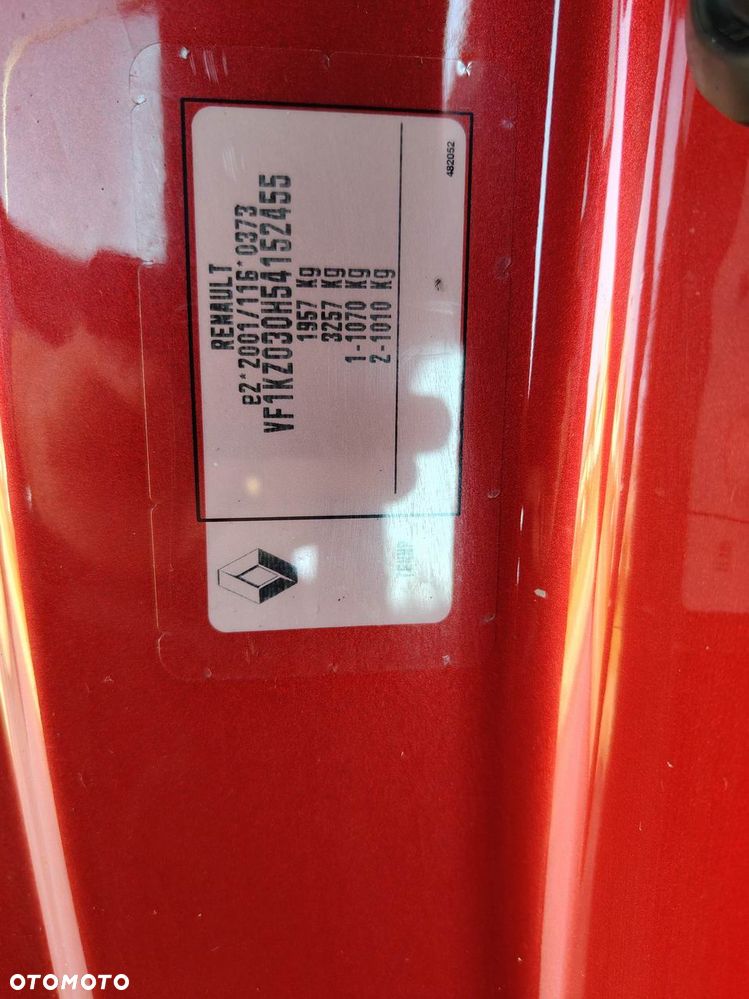 RENAULT
e2*2001/116*0373
VF1KZ030H54152455
1957 Kg
3257 Kg
1-1070 Kg
2-1010 Kg
482052
OTOMOTO